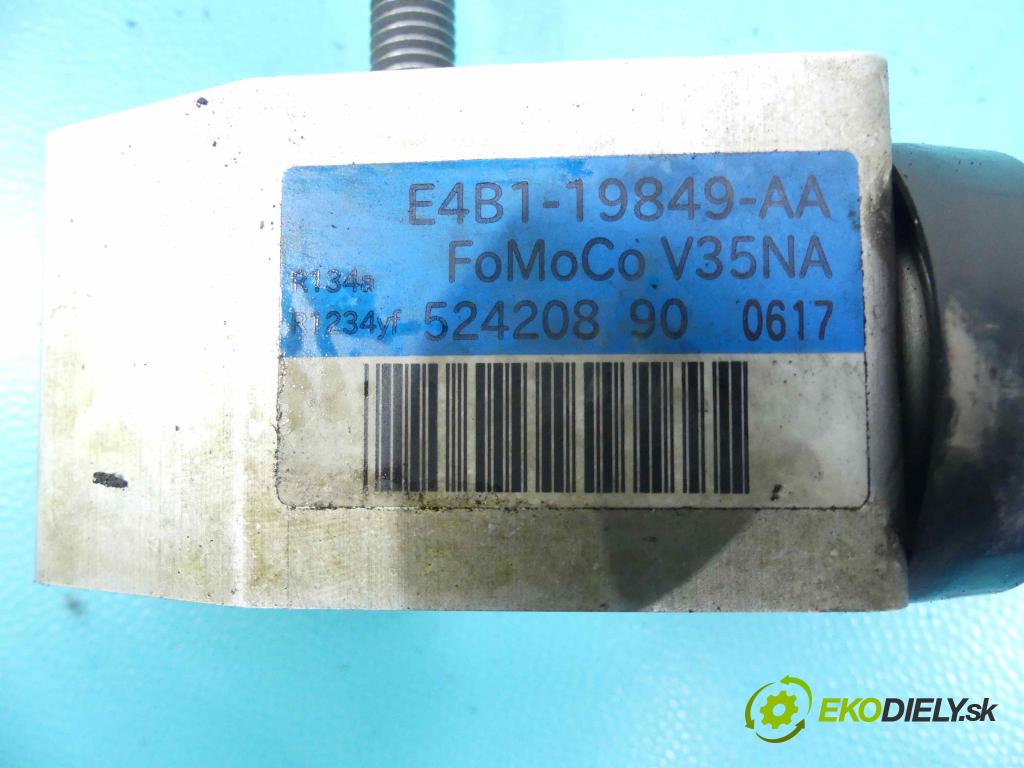 E4B1-19849-AA
FoMoCo V35NA
R134a
R1234yf 524208 90 0617
EKODIELY.sk